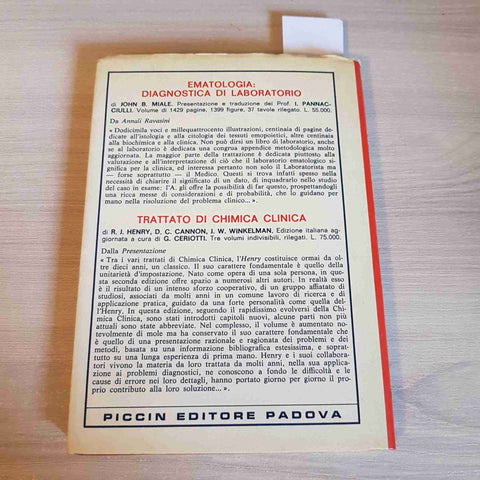 EMATOLOGIA:
DIAGNOSTICA DI LABORATORIO
di JOHN B. MIALE. Presentazione e traduzione del Prof. I. PANNAC-
CIULLI. Volume di 1429 pagine, 1399 figure, 37 tavole rilegato. L. 55.000.
Da Annali Ravasini
« Dodicimila voci e millequattrocento illustrazioni, centinaia di pagine de-
dicate all'istologia e alla citologia dei tessuti emopoietici, altre centinaia
alla biochimica e alla clinica. Non può dirsi un libro di laboratorio, anche
se al laboratorio è dedicata una congrua appendice metodologica molto
aggiornata. La maggior parte della trattazione è dedicata piuttosto alla
valutazione e all'interpretazione di ciò che il laboratorio ematologico si-
gnifica per la clinica, ed interessa pertanto non solo il Laboratorista ma
— forse soprattutto — il Medico. Questi si trova infatti spesso nella
necessità di chiarire il significato di un dato, di inquadrarlo nello studio
del caso in esame: l'A. gli offre la possibilità di far questo, prospettandogli
una ricca messe di considerazioni e di probabilità, che lo guidano per
mano nella risoluzione del problema clinico... ».
TRATTATO DI CHIMICA CLINICA
di R. J. HENRY, D. C. CANNON, J. W. WINKELMAN, Edizione italiana ag-
giornata a cura di G. CERIOTTI. Tre volumi indivisibili, rilegati. L. 75.000.
Dalla Presentazione
« Tra i vari trattati di Chimica Clinica, l'Henry costituisce ormai da ol-
tre dieci anni, un classico. Il suo carattere fondamentale è quello della
unitarietà d'impostazione. Nato come opera di una sola persona, in que-
sta seconda edizione offre spazio a numerosi altri autori. In realtà esso
è il risultato di un intenso sforzo cooperativo, di un gruppo affiatato di
studiosi, associati da molti anni in un comune lavoro di ricerca e di
applicazione pratica, guidato da una forte personalità come quella del-
l'Henry. In questa edizione, seguendo il rapidissimo evolversi della Chi-
mica Clinica, sono stati introdotti capitoli nuovi, alcune parti non più
attuali sono state abbreviate. Nel complesso, il volume è aumentato no-
tevolmente di mole ma ha conservato il suo carattere fondamentale che
è quello di una presentazione razionale e ragionata dei problemi e dei
metodi, basata su una informazione bibliografica estesissima, e soprat-
tutto su una lunga esperienza di prima mano. Henry e i suoi collabora-
tori vivono la materia da loro trattata da molti anni, nella sua applica-
zione ai problemi diagnostici, ne conoscono a fondo le difficoltà e le
cause di errore nei loro dettagli, hanno portato giorno per giorno il pro-
prio contributo alla loro soluzione... ».
PICCIN EDITORE PADOVA